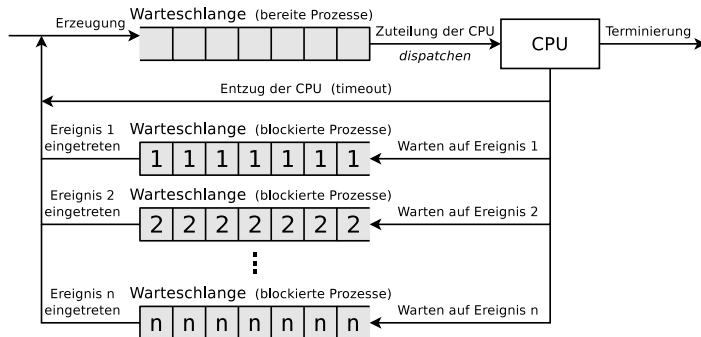 Erzeugung
Warteschlange (bereite Prozesse)
Zuteilung der CPU
dispatchen
CPU
Terminierung
Entzug der CPU (timeout)
Ereignis 1
eingetreten
Warteschlange (blockierte Prozesse)
1 1 1 1 1 1 1
Warten auf Ereignis 1
Ereignis 2
eingetreten
Warteschlange (blockierte Prozesse)
2 2 2 2 2 2 2
Warten auf Ereignis 2
Ereignis n
eingetreten
Warteschlange (blockierte Prozesse)
n n n n n n n
Warten auf Ereignis n